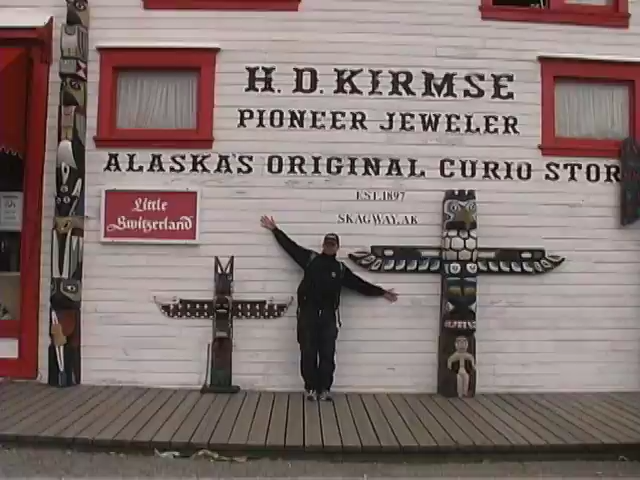 H. D. KIRMSE
PIONEER JEWELER
ALASKA'S ORIGINAL CURIO STOR
EST. 1897
SKAGWAY, AK
Little
Switzerland